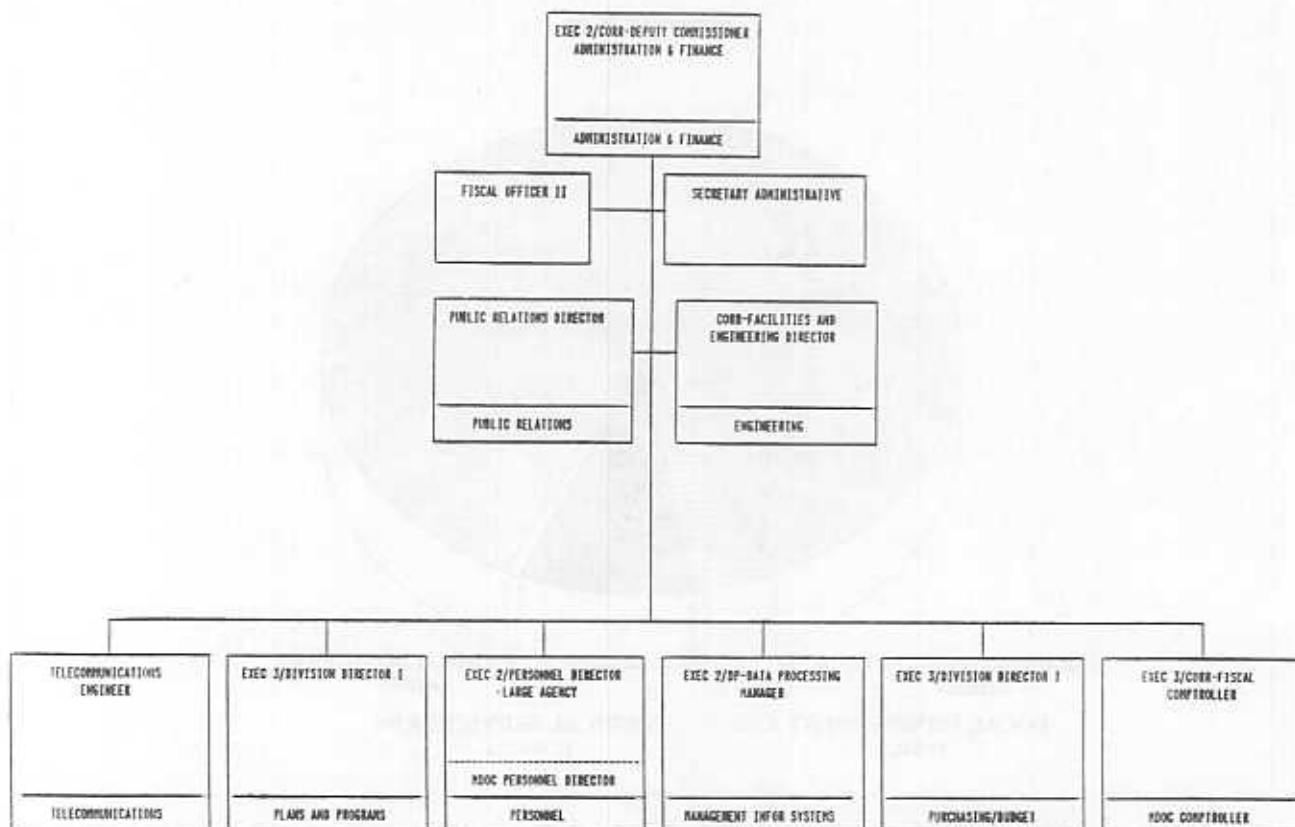 EXEC 2/CORR-DEPUTY COMMISSIONER
ADMINISTRATION & FINANCE
ADMINISTRATION & FINANCE
FISCAL OFFICER II
SECRETARY ADMINISTRATIVE
PUBLIC RELATIONS DIRECTOR
PUBLIC RELATIONS
CORR-FACILITIES AND
ENGINEERING DIRECTOR
ENGINEERING
TELECOMMUNICATIONS
ENGINEER
TELECOMMUNICATIONS
EXEC 3/DIVISION DIRECTOR I
PLANS AND PROGRAMS
EXEC 2/PERSONNEL DIRECTOR
-LARGE AGENCY
MDOC PERSONNEL DIRECTOR
PERSONNEL
EXEC 2/DP-DATA PROCESSING
MANAGER
MANAGEMENT INFOR SYSTEMS
EXEC 3/DIVISION DIRECTOR I
PURCHASING/BUDGET
EXEC 3/CORR-FISCAL
COMPTROLLER
MDOC COMPTROLLER